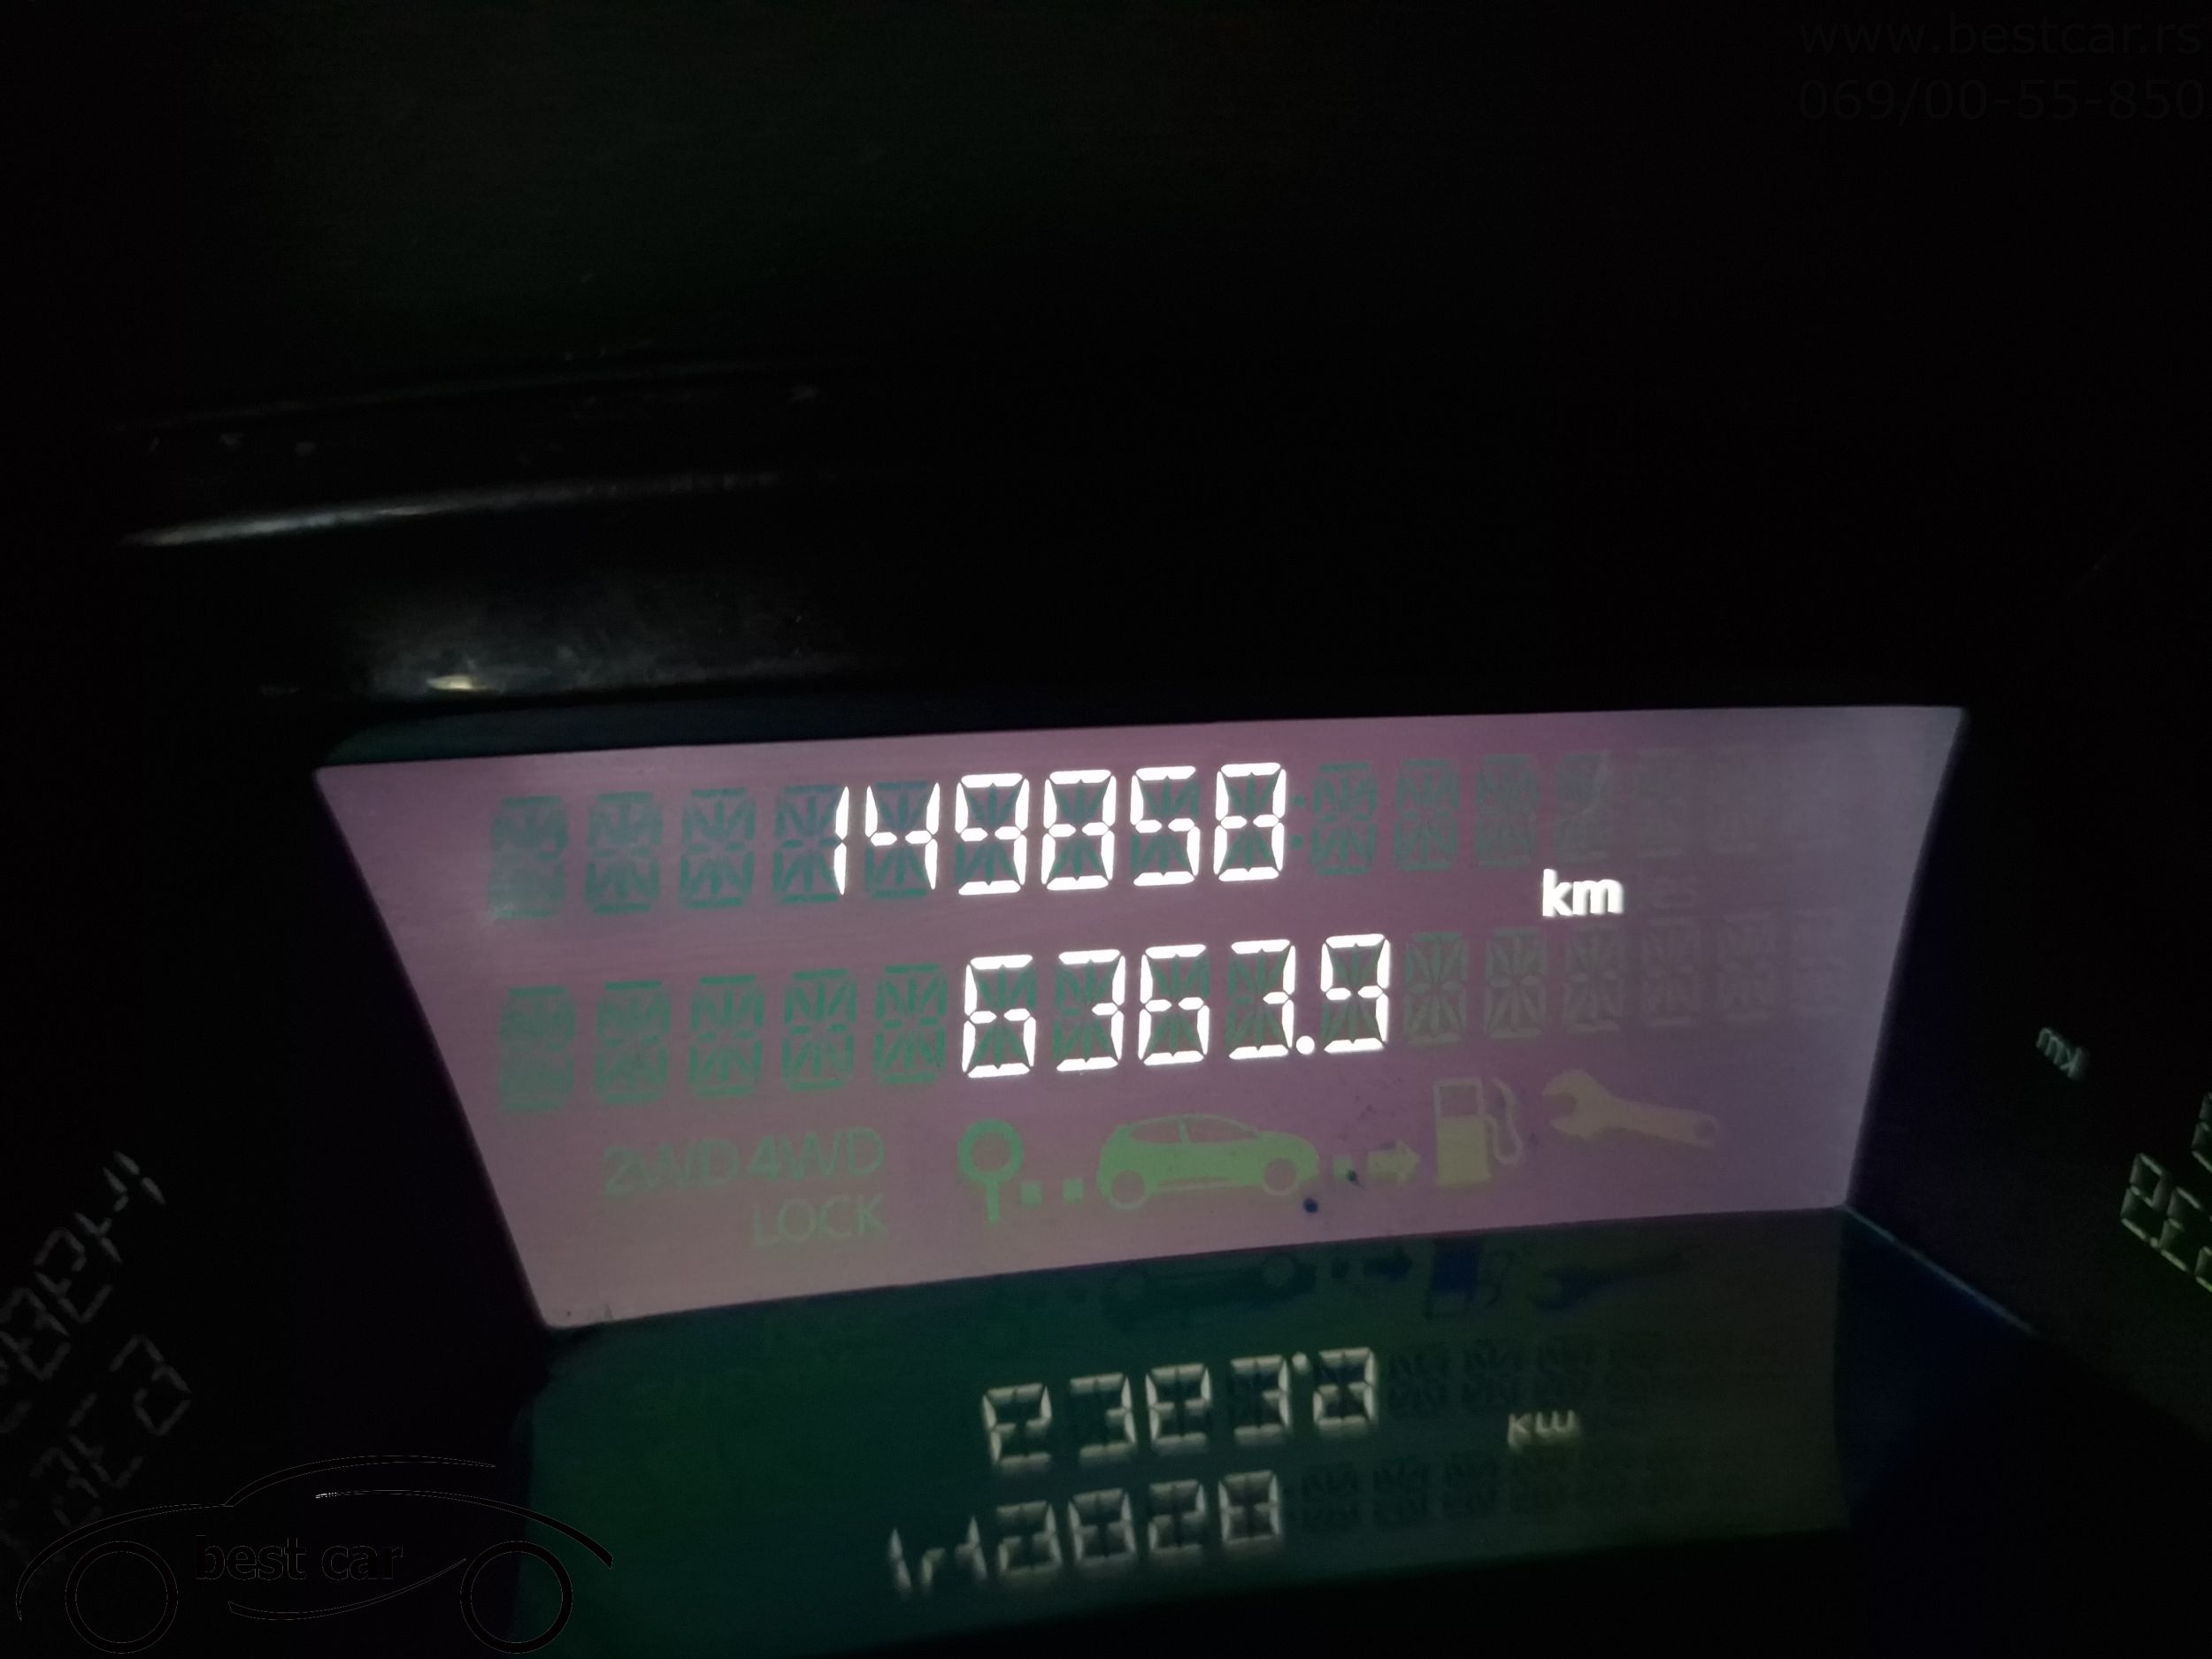 www.bestcar.rs
069/00-55-850
149858
km
6363.9
2WD 4WD
LOCK
best car